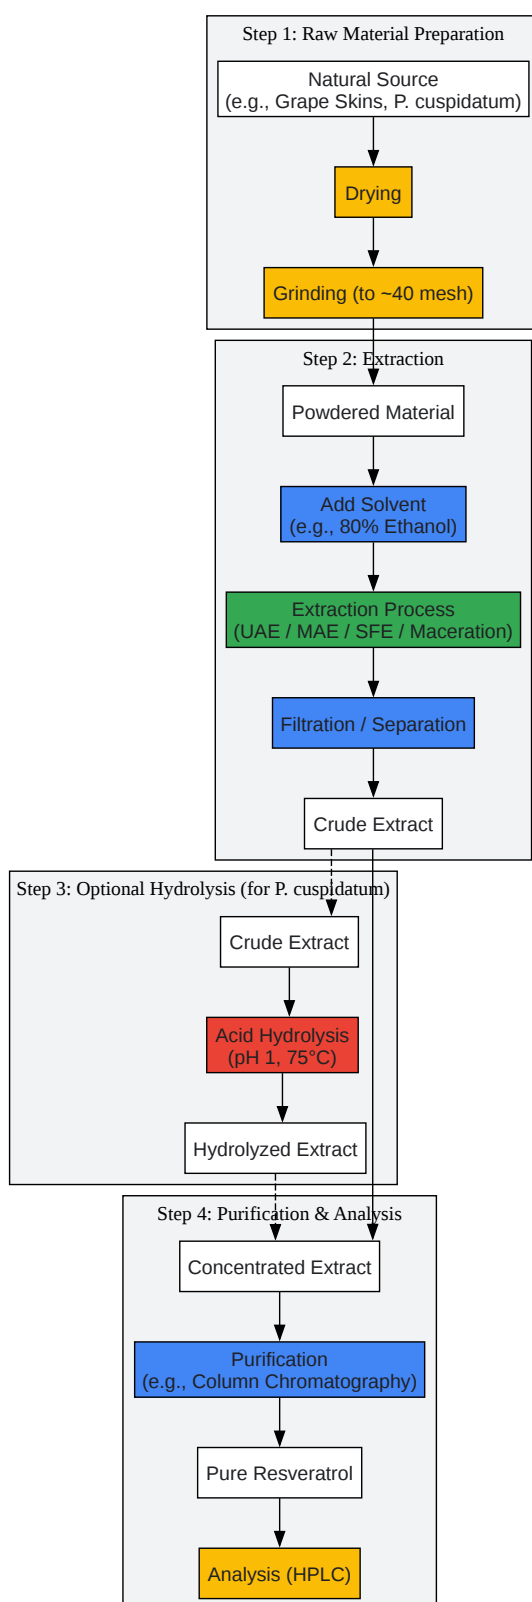 Step 1: Raw Material Preparation
Natural Source
(e.g., Grape Skins, P. cuspidatum)
Drying
Grinding (to ~40 mesh)
Step 2: Extraction
Powdered Material
Add Solvent
(e.g., 80% Ethanol)
Extraction Process
(UAE / MAE / SFE / Maceration)
Filtration / Separation
Crude Extract
Step 3: Optional Hydrolysis (for P. cuspidatum)
Crude Extract
Acid Hydrolysis
(pH 1, 75°C)
Hydrolyzed Extract
Step 4: Purification & Analysis
Concentrated Extract
Purification
(e.g., Column Chromatography)
Pure Resveratrol
Analysis (HPLC)